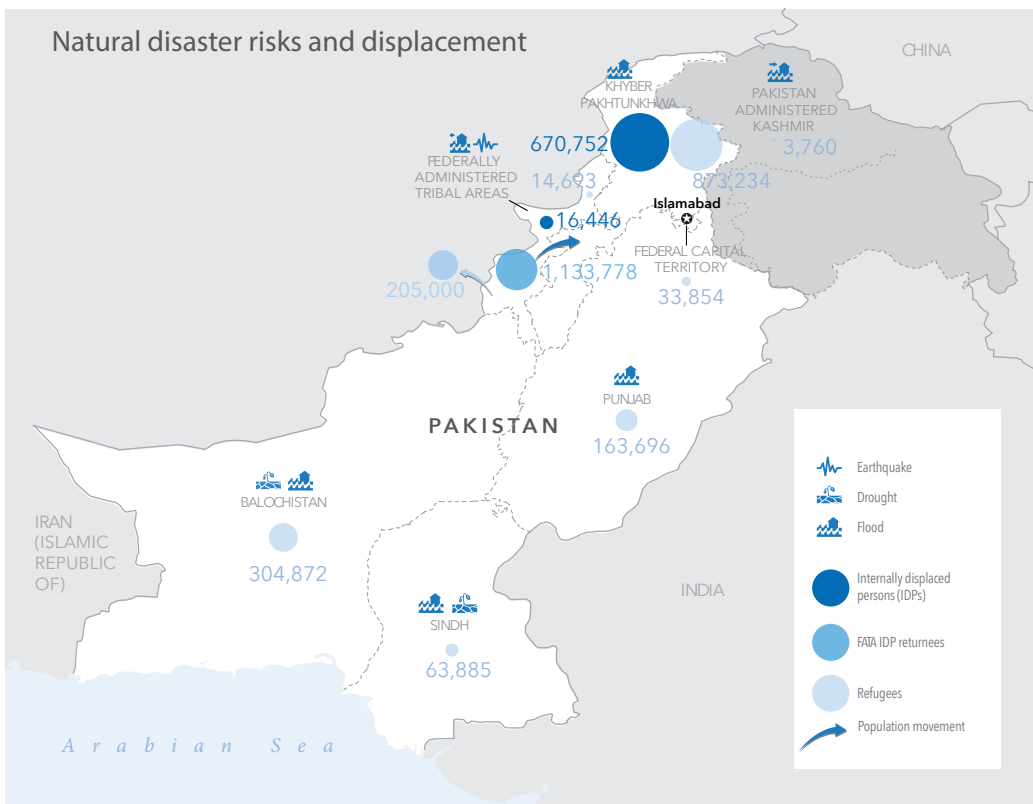 Natural disaster risks and displacement
CHINA
KHYBER
PAKHTUNKHWA
PAKISTAN
ADMINISTERED
KASHMIR
3,760
670,752
873,234
FEDERALLY
ADMINISTERED
TRIBAL AREAS
14,693
Islamabad
16,446
FEDERAL CAPITAL
TERRITORY
33,854
1,133,778
205,000
PUNJAB
163,696
PAKISTAN
BALOCHISTAN
304,872
IRAN
(ISLAMIC
REPUBLIC
OF)
SINDH
63,885
INDIA
Arabian Sea
Earthquake
Drought
Flood
Internally displaced
persons (IDPs)
FATA IDP returnees
Refugees
Population movement